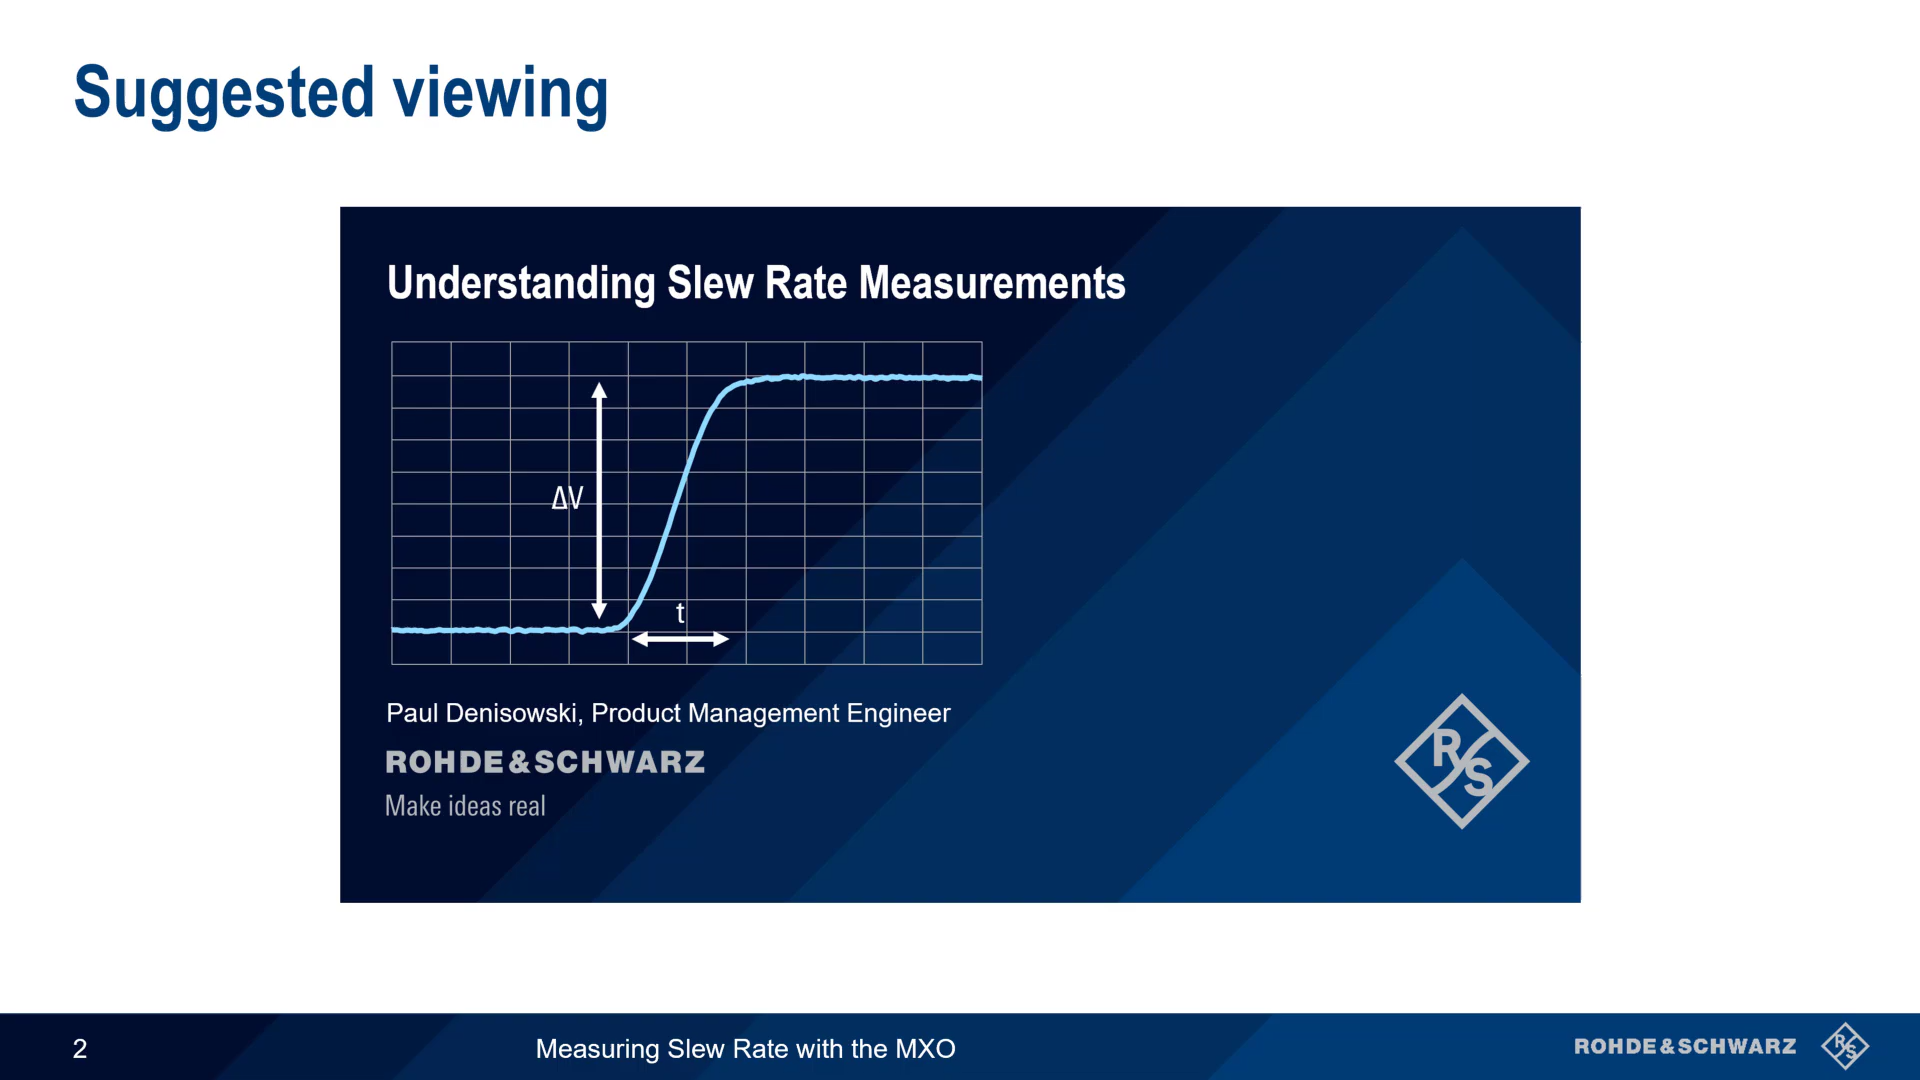 Suggested viewing
Understanding Slew Rate Measurements
ΔV
t
Paul Denisowski, Product Management Engineer
ROHDE&SCHWARZ
Make ideas real
R S
2
Measuring Slew Rate with the MXO
ROHDE&SCHWARZ
R S